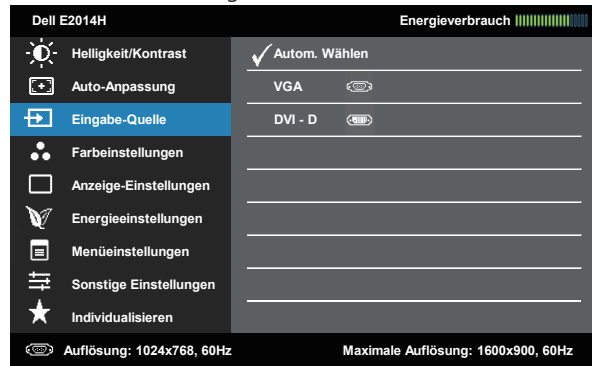 Dell E2014H Energieverbrauch
Helligkeit/Kontrast
Auto-Anpassung
Eingabe-Quelle
Farbeinstellungen
Anzeige-Einstellungen
Energieeinstellungen
Menüeinstellungen
Sonstige Einstellungen
Individualisieren
Autom. Wählen
VGA
DVI - D
Auflösung: 1024x768, 60Hz Maximale Auflösung: 1600x900, 60Hz